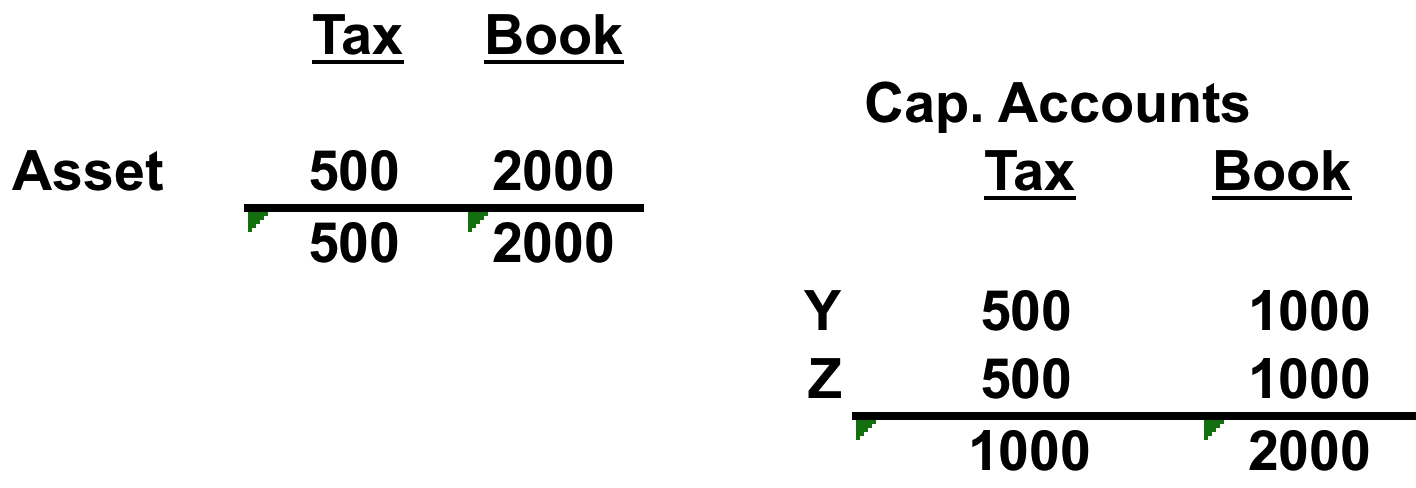 Tax Book
Asset 500 2000
500 2000
Cap. Accounts
Tax Book
Y 500 1000
Z 500 1000
1000 2000